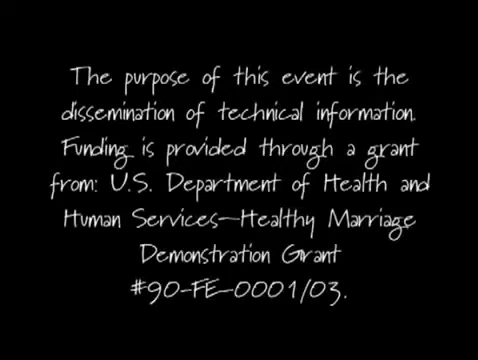 The purpose of this event is the
dissemination of technical information.
Funding is provided through a grant
from: U.S. Department of Health and
Human Services—Healthy Marriage
Demonstration Grant
#90-FE-0001/03.